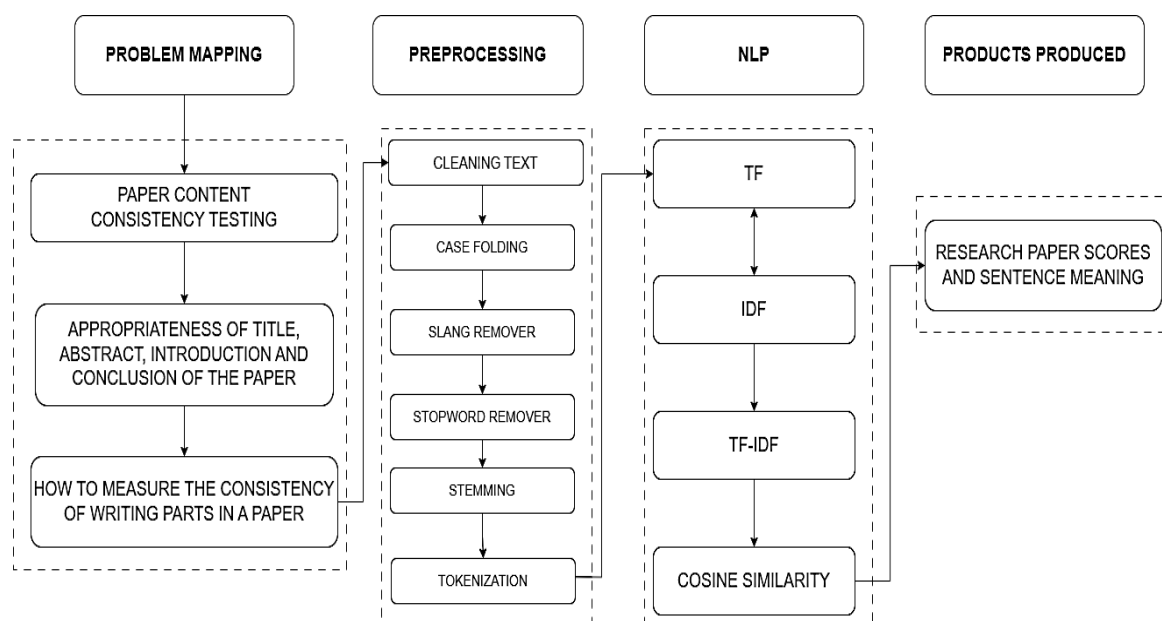 PROBLEM MAPPING
PREPROCESSING
NLP
PRODUCTS PRODUCED
PAPER CONTENT
CONSISTENCY TESTING
APPROPRIATENESS OF TITLE,
ABSTRACT, INTRODUCTION AND
CONCLUSION OF THE PAPER
HOW TO MEASURE THE CONSISTENCY
OF WRITING PARTS IN A PAPER
CLEANING TEXT
CASE FOLDING
SLANG REMOVER
STOPWORD REMOVER
STEMMING
TOKENIZATION
TF
IDF
TF-IDF
COSINE SIMILARITY
RESEARCH PAPER SCORES
AND SENTENCE MEANING